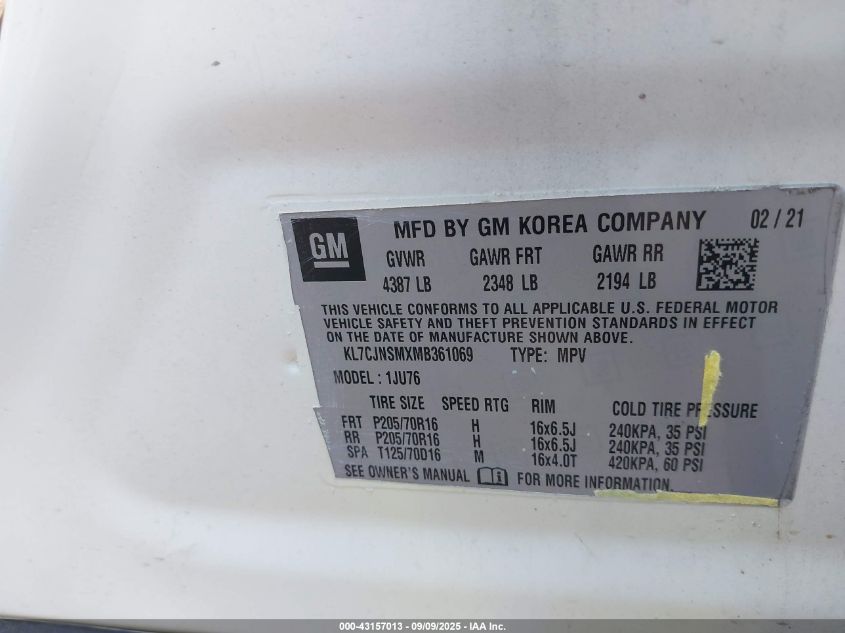 GM
MFD BY GM KOREA COMPANY 02 / 21
GVWR GAWR FRT GAWR RR
4387 LB 2348 LB 2194 LB
THIS VEHICLE CONFORMS TO ALL APPLICABLE U.S. FEDERAL MOTOR
VEHICLE SAFETY AND THEFT PREVENTION STANDARDS IN EFFECT
ON THE DATE OF MANUFACTURE SHOWN ABOVE.
KL7CJNSMXMB361069 TYPE: MPV
MODEL: 1JU76
TIRE SIZE SPEED RTG RIM COLD TIRE PRESSURE
FRT P205/70R16 H 16x6.5J 240KPA, 35 PSI
RR P205/70R16 H 16x6.5J 240KPA, 35 PSI
SPA T125/70D16 M 16x4.0T 420KPA, 60 PSI
SEE OWNER'S MANUAL FOR MORE INFORMATION.
000-43157013 - 09/09/2025 - IAA Inc.